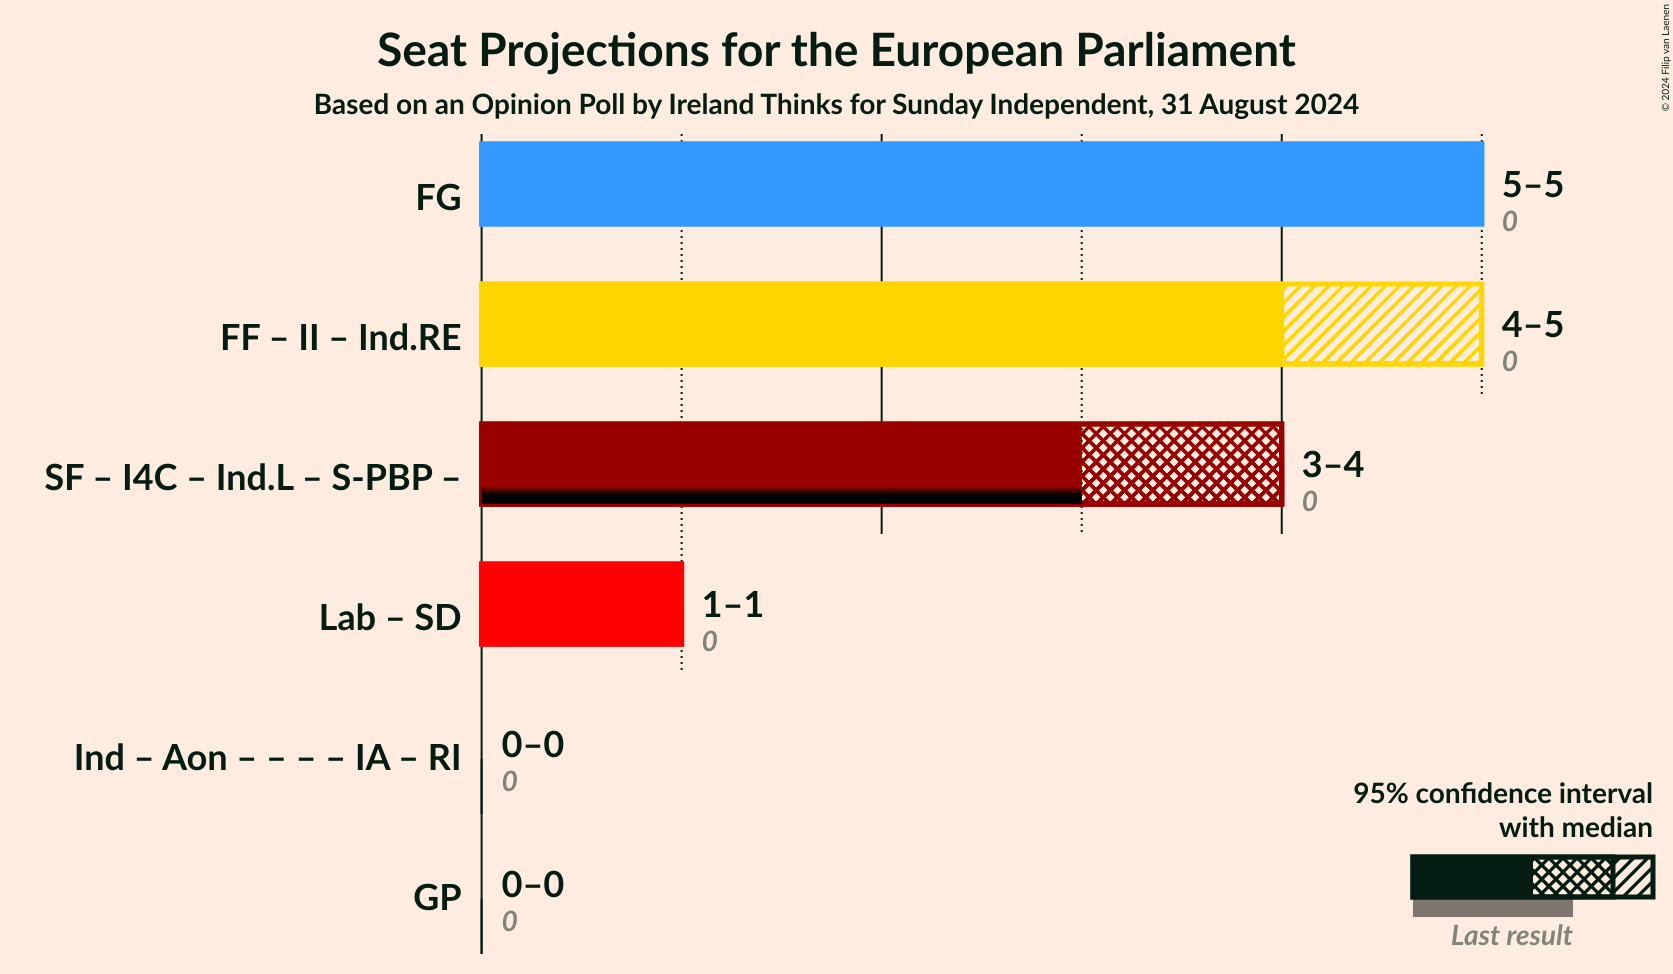 Seat Projections for the European Parliament
Based on an Opinion Poll by Ireland Thinks for Sunday Independent, 31 August 2024
© 2024 Filip van Laenen
FG
5–5
0
FF – II – Ind.RE
4–5
0
SF – I4C – Ind.L – S-PBP –
3–4
0
Lab – SD
1–1
0
Ind – Aon – – – – IA – RI
0–0
0
GP
0–0
0
95% confidence interval
with median
Last result